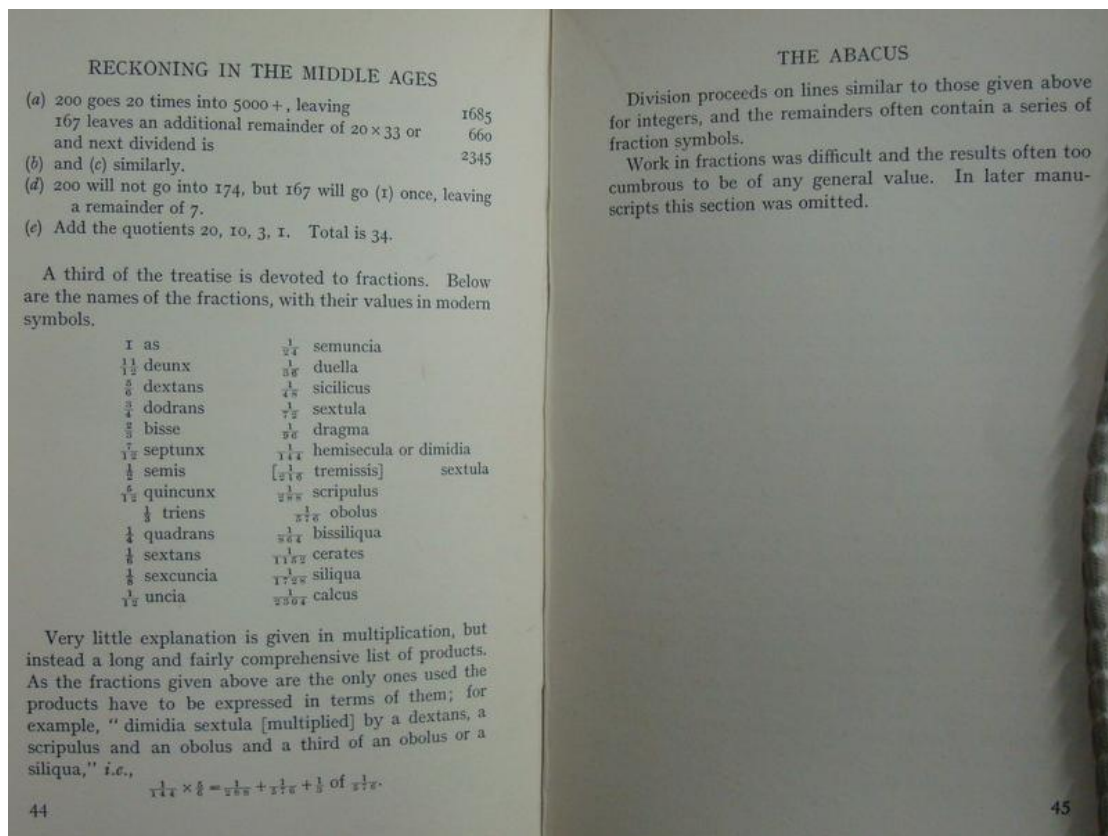 RECKONING IN THE MIDDLE AGES
(a) 200 goes 20 times into 5000+, leaving 1685
167 leaves an additional remainder of 20 × 33 or 660
and next dividend is 2345
(b) and (c) similarly.
(d) 200 will not go into 174, but 167 will go (1) once, leaving
a remainder of 7.
(e) Add the quotients 20, 10, 3, 1. Total is 34.
A third of the treatise is devoted to fractions. Below
are the names of the fractions, with their values in modern
symbols.
1 as 1/24 semuncia
11/12 deunx 1/36 duella
5/6 dextans 1/48 sicilicus
3/4 dodrans 1/72 sextula
2/3 bisse 1/96 dragma
7/12 septunx 1/144 hemisecula or dimidia
1/2 semis [1/216 tremissis] sextula
5/12 quincunx 1/288 scripulus
1/3 triens 1/576 obolus
1/4 quadrans 1/864 bissiliqua
1/6 sextans 1/1152 cerates
1/8 sexcuncia 1/1728 siliqua
1/12 uncia 1/2304 calcus
Very little explanation is given in multiplication, but
instead a long and fairly comprehensive list of products.
As the fractions given above are the only ones used the
products have to be expressed in terms of them; for
example, " dimidia sextula [multiplied] by a dextans, a
scripulus and an obolus and a third of an obolus or a
siliqua," i.e.,
1/144 × 5/6 = 1/288 + 1/576 + 1/3 of 1/576.
44
THE ABACUS
Division proceeds on lines similar to those given above
for integers, and the remainders often contain a series of
fraction symbols.
Work in fractions was difficult and the results often too
cumbrous to be of any general value. In later manu-
scripts this section was omitted.
45